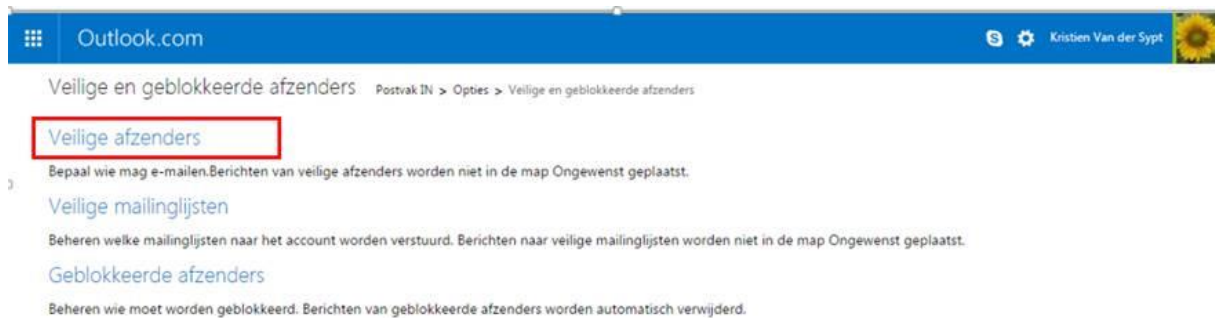 Outlook.com Kristien Van der Sypt
Veilige en geblokkeerde afzenders Postvak IN > Opties > Veilige en geblokkeerde afzenders
Veilige afzenders
Bepaal wie mag e-mailen.Berichten van veilige afzenders worden niet in de map Ongewenst geplaatst.
Veilige mailinglijsten
Beheren welke mailinglijsten naar het account worden verstuurd. Berichten naar veilige mailinglijsten worden niet in de map Ongewenst geplaatst.
Geblokkeerde afzenders
Beheren wie moet worden geblokkeerd. Berichten van geblokkeerde afzenders worden automatisch verwijderd.